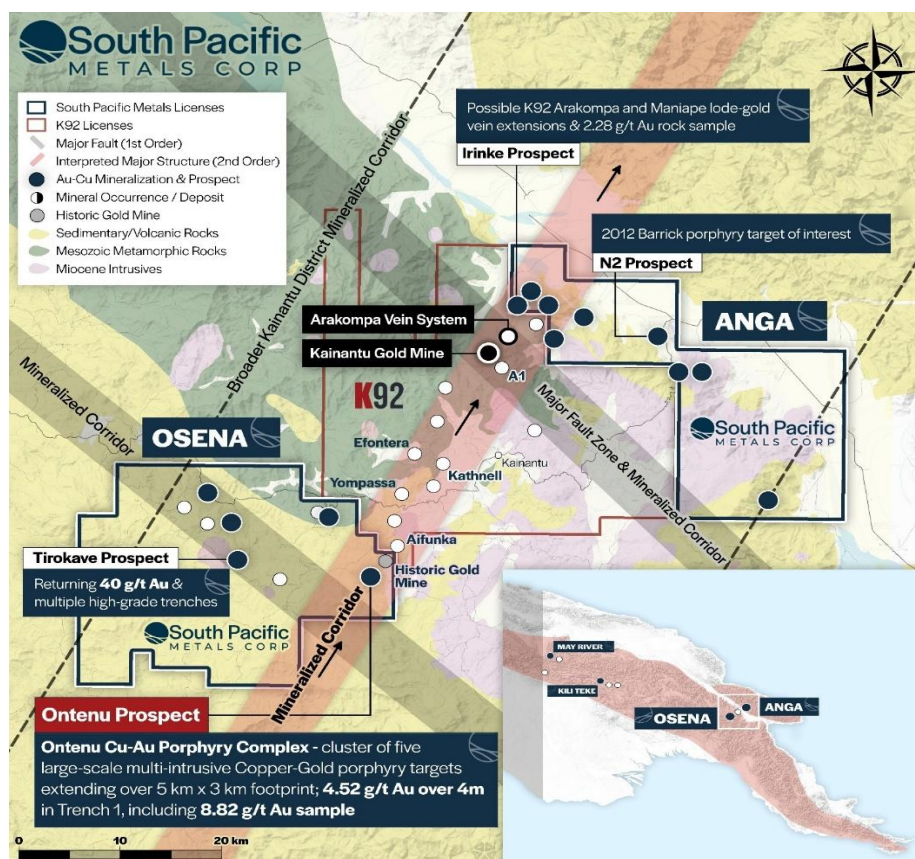 South Pacific
METALS CORP
South Pacific Metals Licenses
K92 Licenses
Major Fault (1st Order)
Interpreted Major Structure (2nd Order)
Au-Cu Mineralization & Prospect
Mineral Occurrence / Deposit
Historic Gold Mine
Sedimentary/Volcanic Rocks
Mesozoic Metamorphic Rocks
Miocene Intrusives
Possible K92 Arakompa and Maniape lode-gold
vein extensions & 2.28 g/t Au rock sample
Irinke Prospect
2012 Barrick porphyry target of interest
N2 Prospect
Broader Kainantu District Mineralized Corridor
Arakompa Vein System
Kainantu Gold Mine
ANGA
A1
K92
Mineralized Corridor
OSENA
Major Fault Zone & Mineralized Corridor
South Pacific
METALS CORP
Efontera
Kathnell
Kainantu
Yompassa
Aifunka
Historic Gold
Mine
Tirokave Prospect
Returning 40 g/t Au &
multiple high-grade trenches
South Pacific
METALS CORP
Mineralized Corridor
Ontenu Prospect
Ontenu Cu-Au Porphyry Complex - cluster of five
large-scale multi-intrusive Copper-Gold porphyry targets
extending over 5 km x 3 km footprint; 4.52 g/t Au over 4m
in Trench 1, including 8.82 g/t Au sample
0 10 20 km
MAY RIVER
KILI TEKE
OSENA
ANGA